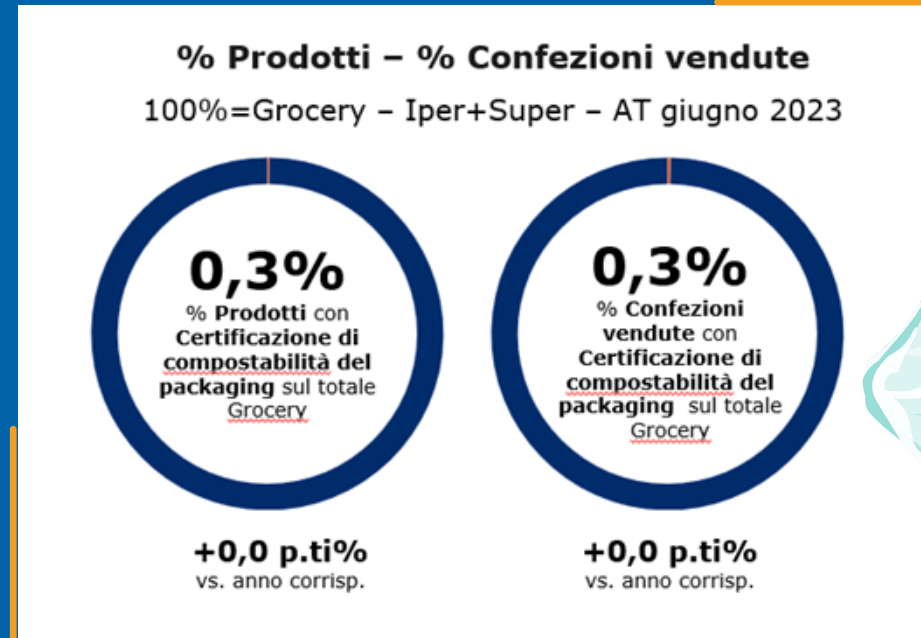 % Prodotti – % Confezioni vendute
100%=Grocery – Iper+Super – AT giugno 2023
0,3%
% Prodotti con
Certificazione di
compostabilità del
packaging sul totale
Grocery
+0,0 p.ti%
vs. anno corrisp.
0,3%
% Confezioni
vendute con
Certificazione di
compostabilità del
packaging sul totale
Grocery
+0,0 p.ti%
vs. anno corrisp.